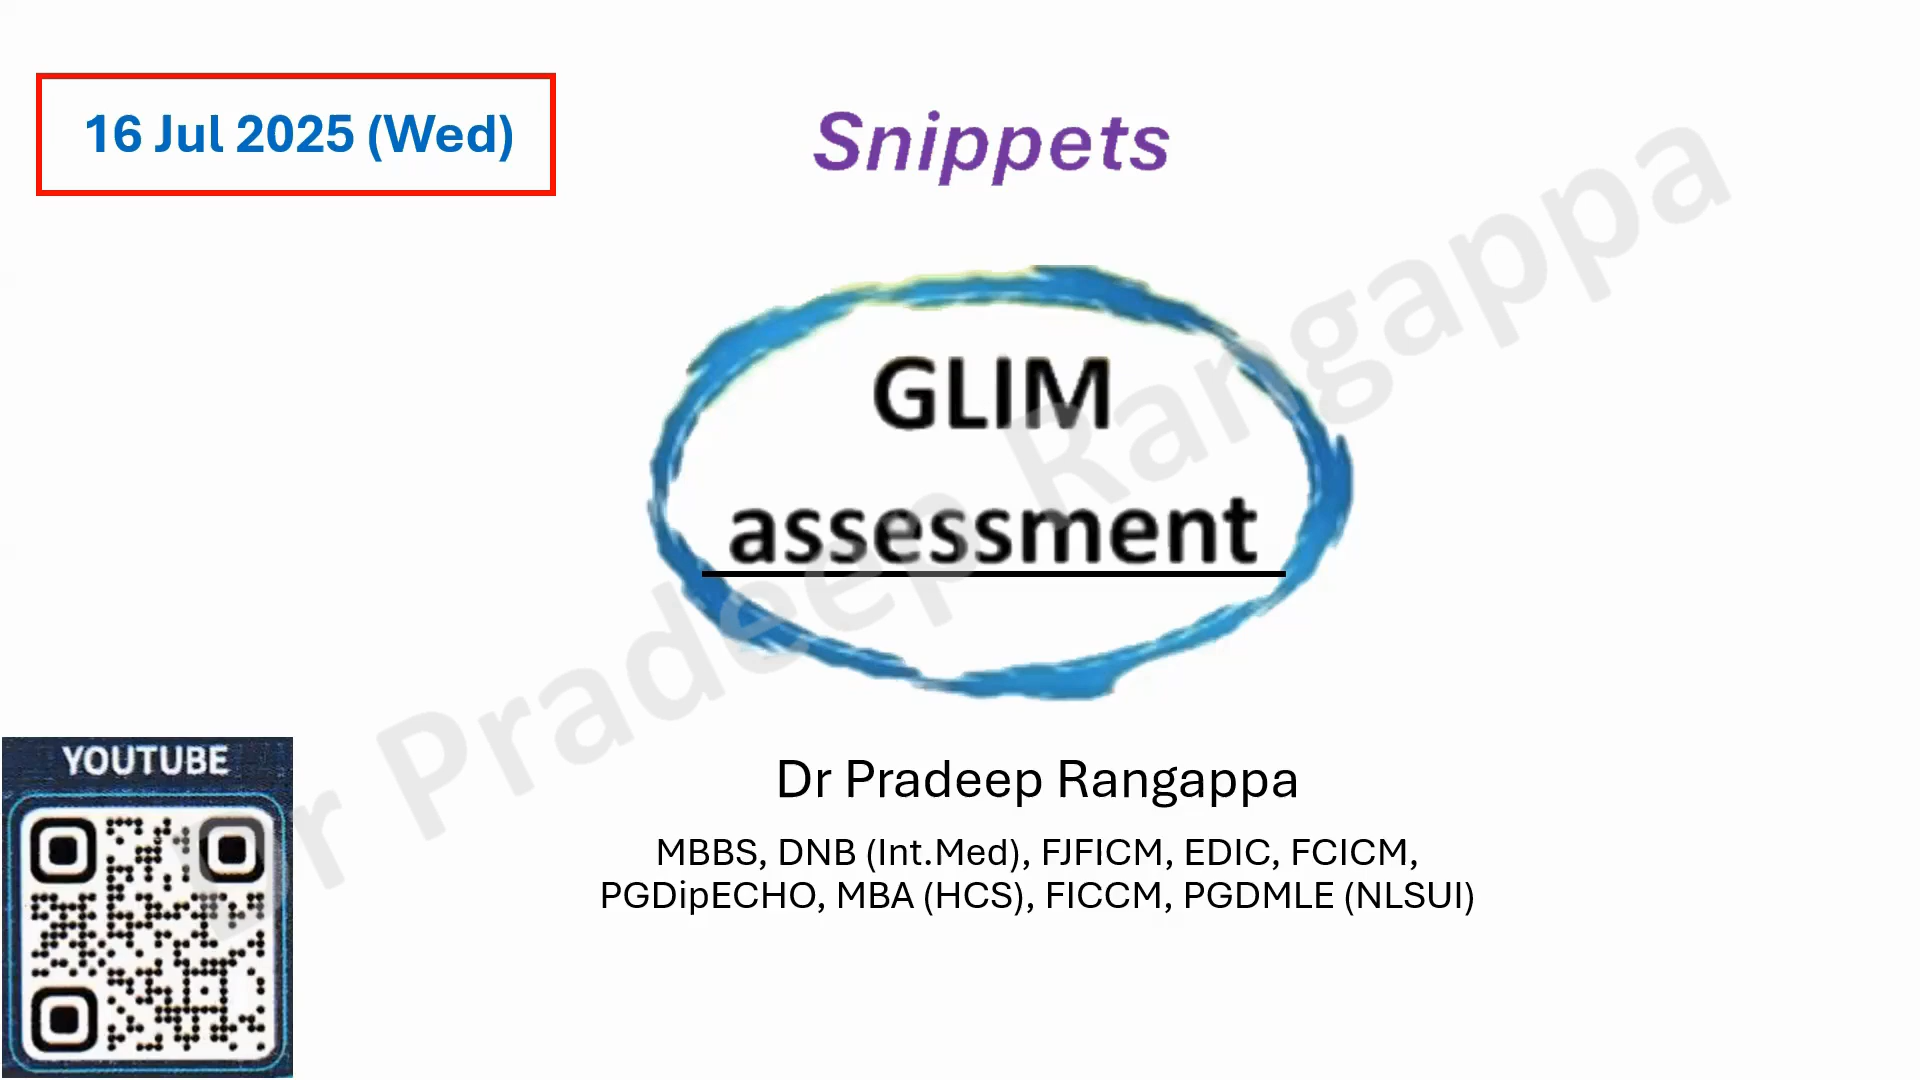 16 Jul 2025 (Wed)
Snippets
GLIM
assessment
Dr Pradeep Rangappa
MBBS, DNB (Int.Med), FJFICM, EDIC, FCICM,
PGDipECHO, MBA (HCS), FICCM, PGDMLE (NLSUI)
YOUTUBE
Dr Pradeep Rangappa